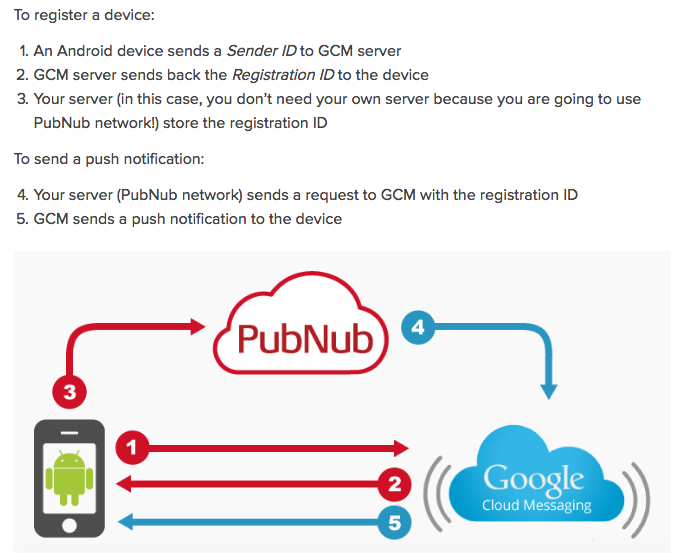 To register a device:
1. An Android device sends a Sender ID to GCM server
2. GCM server sends back the Registration ID to the device
3. Your server (in this case, you don't need your own server because you are going to use
PubNub network!) store the registration ID
To send a push notification:
4. Your server (PubNub network) sends a request to GCM with the registration ID
5. GCM sends a push notification to the device
PubNub
4
3
1
2
Google
Cloud Messaging
5